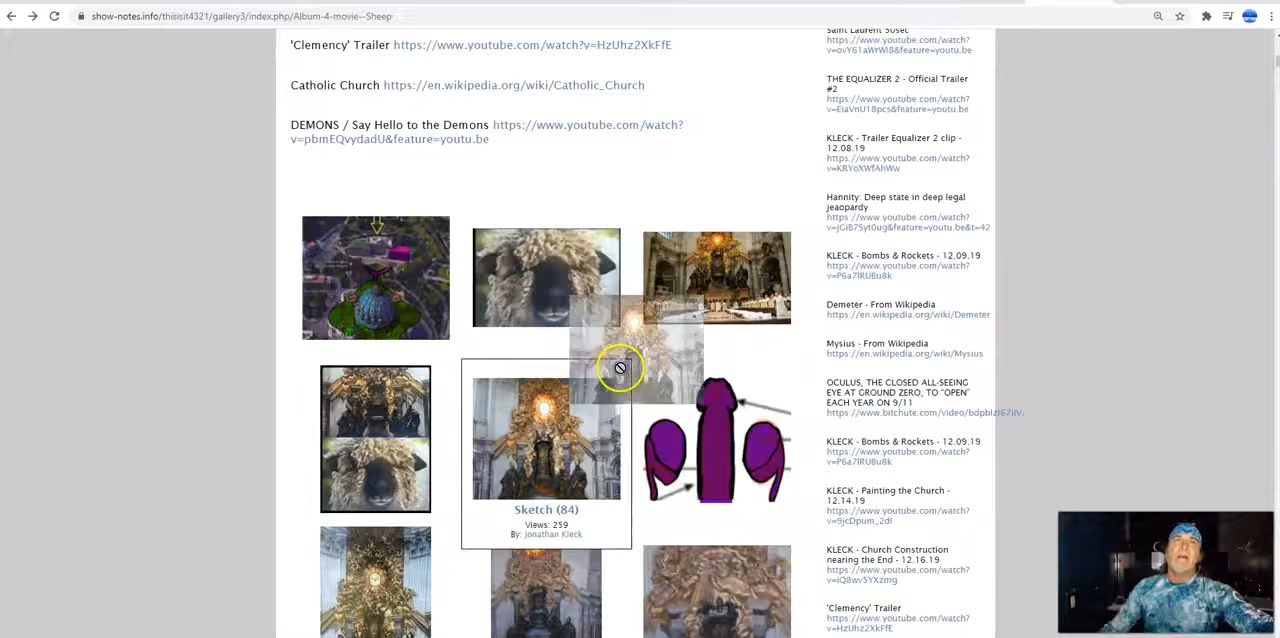 show-notes.info/thisisit4321/gallery3/index.php/Album-4-movie--Sheep
'Clemency' Trailer https://www.youtube.com/watch?v=HzUhz2XkFfE
Catholic Church https://en.wikipedia.org/wiki/Catholic_Church
DEMONS / Say Hello to the Demons https://www.youtube.com/watch?
v=pbmEQvydadU&feature=youtu.be
Sketch (84)
Views: 259
By: Jonathan Kleck
Saint Laurent 50sec
https://www.youtube.com/watch?
v=ovY61aWrWI8&feature=youtu.be
THE EQUALIZER 2 - Official Trailer
#2
https://www.youtube.com/watch?
v=EiaVnU18pcs&feature=youtu.be
KLECK - Trailer Equalizer 2 clip -
12.08.19
https://www.youtube.com/watch?
v=KRYoXWfAhWw
Hannity: Deep state in deep legal
jeaopardy
https://www.youtube.com/watch?
v=jGiB7Syt0ug&feature=youtu.be&t=42
KLECK - Bombs & Rockets - 12.09.19
https://www.youtube.com/watch?
v=P6a7lRUBu8k
Demeter - From Wikipedia
https://en.wikipedia.org/wiki/Demeter
Mysius - From Wikipedia
https://en.wikipedia.org/wiki/Mysius
OCULUS, THE CLOSED ALL-SEEING
EYE AT GROUND ZERO, TO "OPEN"
EACH YEAR ON 9/11
KLECK - Bombs & Rockets - 12.09.19
https://www.youtube.com/watch?
v=P6a7lRUBu8k
KLECK - Painting the Church -
12.14.19
https://www.youtube.com/watch?
v=9jcDpum_2dI
KLECK - Church Construction
nearing the End - 12.16.19
https://www.youtube.com/watch?
v=iQ8wv5YXzmg
'Clemency' Trailer
https://www.youtube.com/watch?
v=HzUhz2XkFfE